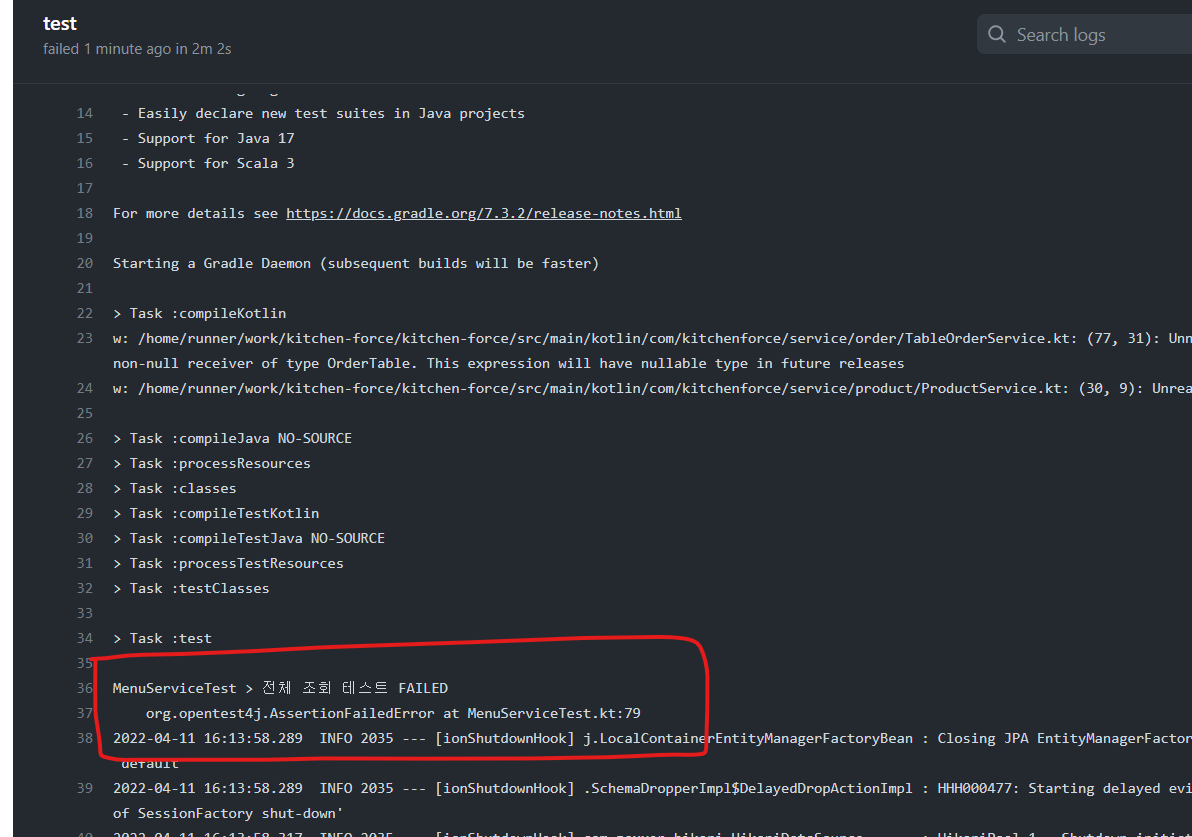 test
failed 1 minute ago in 2m 2s
Search logs
14 - Easily declare new test suites in Java projects
15 - Support for Java 17
16 - Support for Scala 3
17
18 For more details see https://docs.gradle.org/7.3.2/release-notes.html
19
20 Starting a Gradle Daemon (subsequent builds will be faster)
21
22 > Task :compileKotlin
23 w: /home/runner/work/kitchen-force/kitchen-force/src/main/kotlin/com/kitchenforce/service/order/TableOrderService.kt: (77, 31):
non-null receiver of type OrderTable. This expression will have nullable type in future releases
24 w: /home/runner/work/kitchen-force/kitchen-force/src/main/kotlin/com/kitchenforce/service/product/ProductService.kt: (30, 9):
25
26 > Task :compileJava NO-SOURCE
27 > Task :processResources
28 > Task :classes
29 > Task :compileTestKotlin
30 > Task :compileTestJava NO-SOURCE
31 > Task :processTestResources
32 > Task :testClasses
33
34 > Task :test
35
36 MenuServiceTest > 전체 조회 테스트 FAILED
37 org.opentest4j.AssertionFailedError at MenuServiceTest.kt:79
38 2022-04-11 16:13:58.289 INFO 2035 --- [ionShutdownHook] j.LocalContainerEntityManagerFactoryBean : Closing JPA
'default'
39 2022-04-11 16:13:58.289 INFO 2035 --- [ionShutdownHook] .SchemaDropperImpl$DelayedDropActionImpl : HHH000477: Starting delayed
of SessionFactory shut-down'